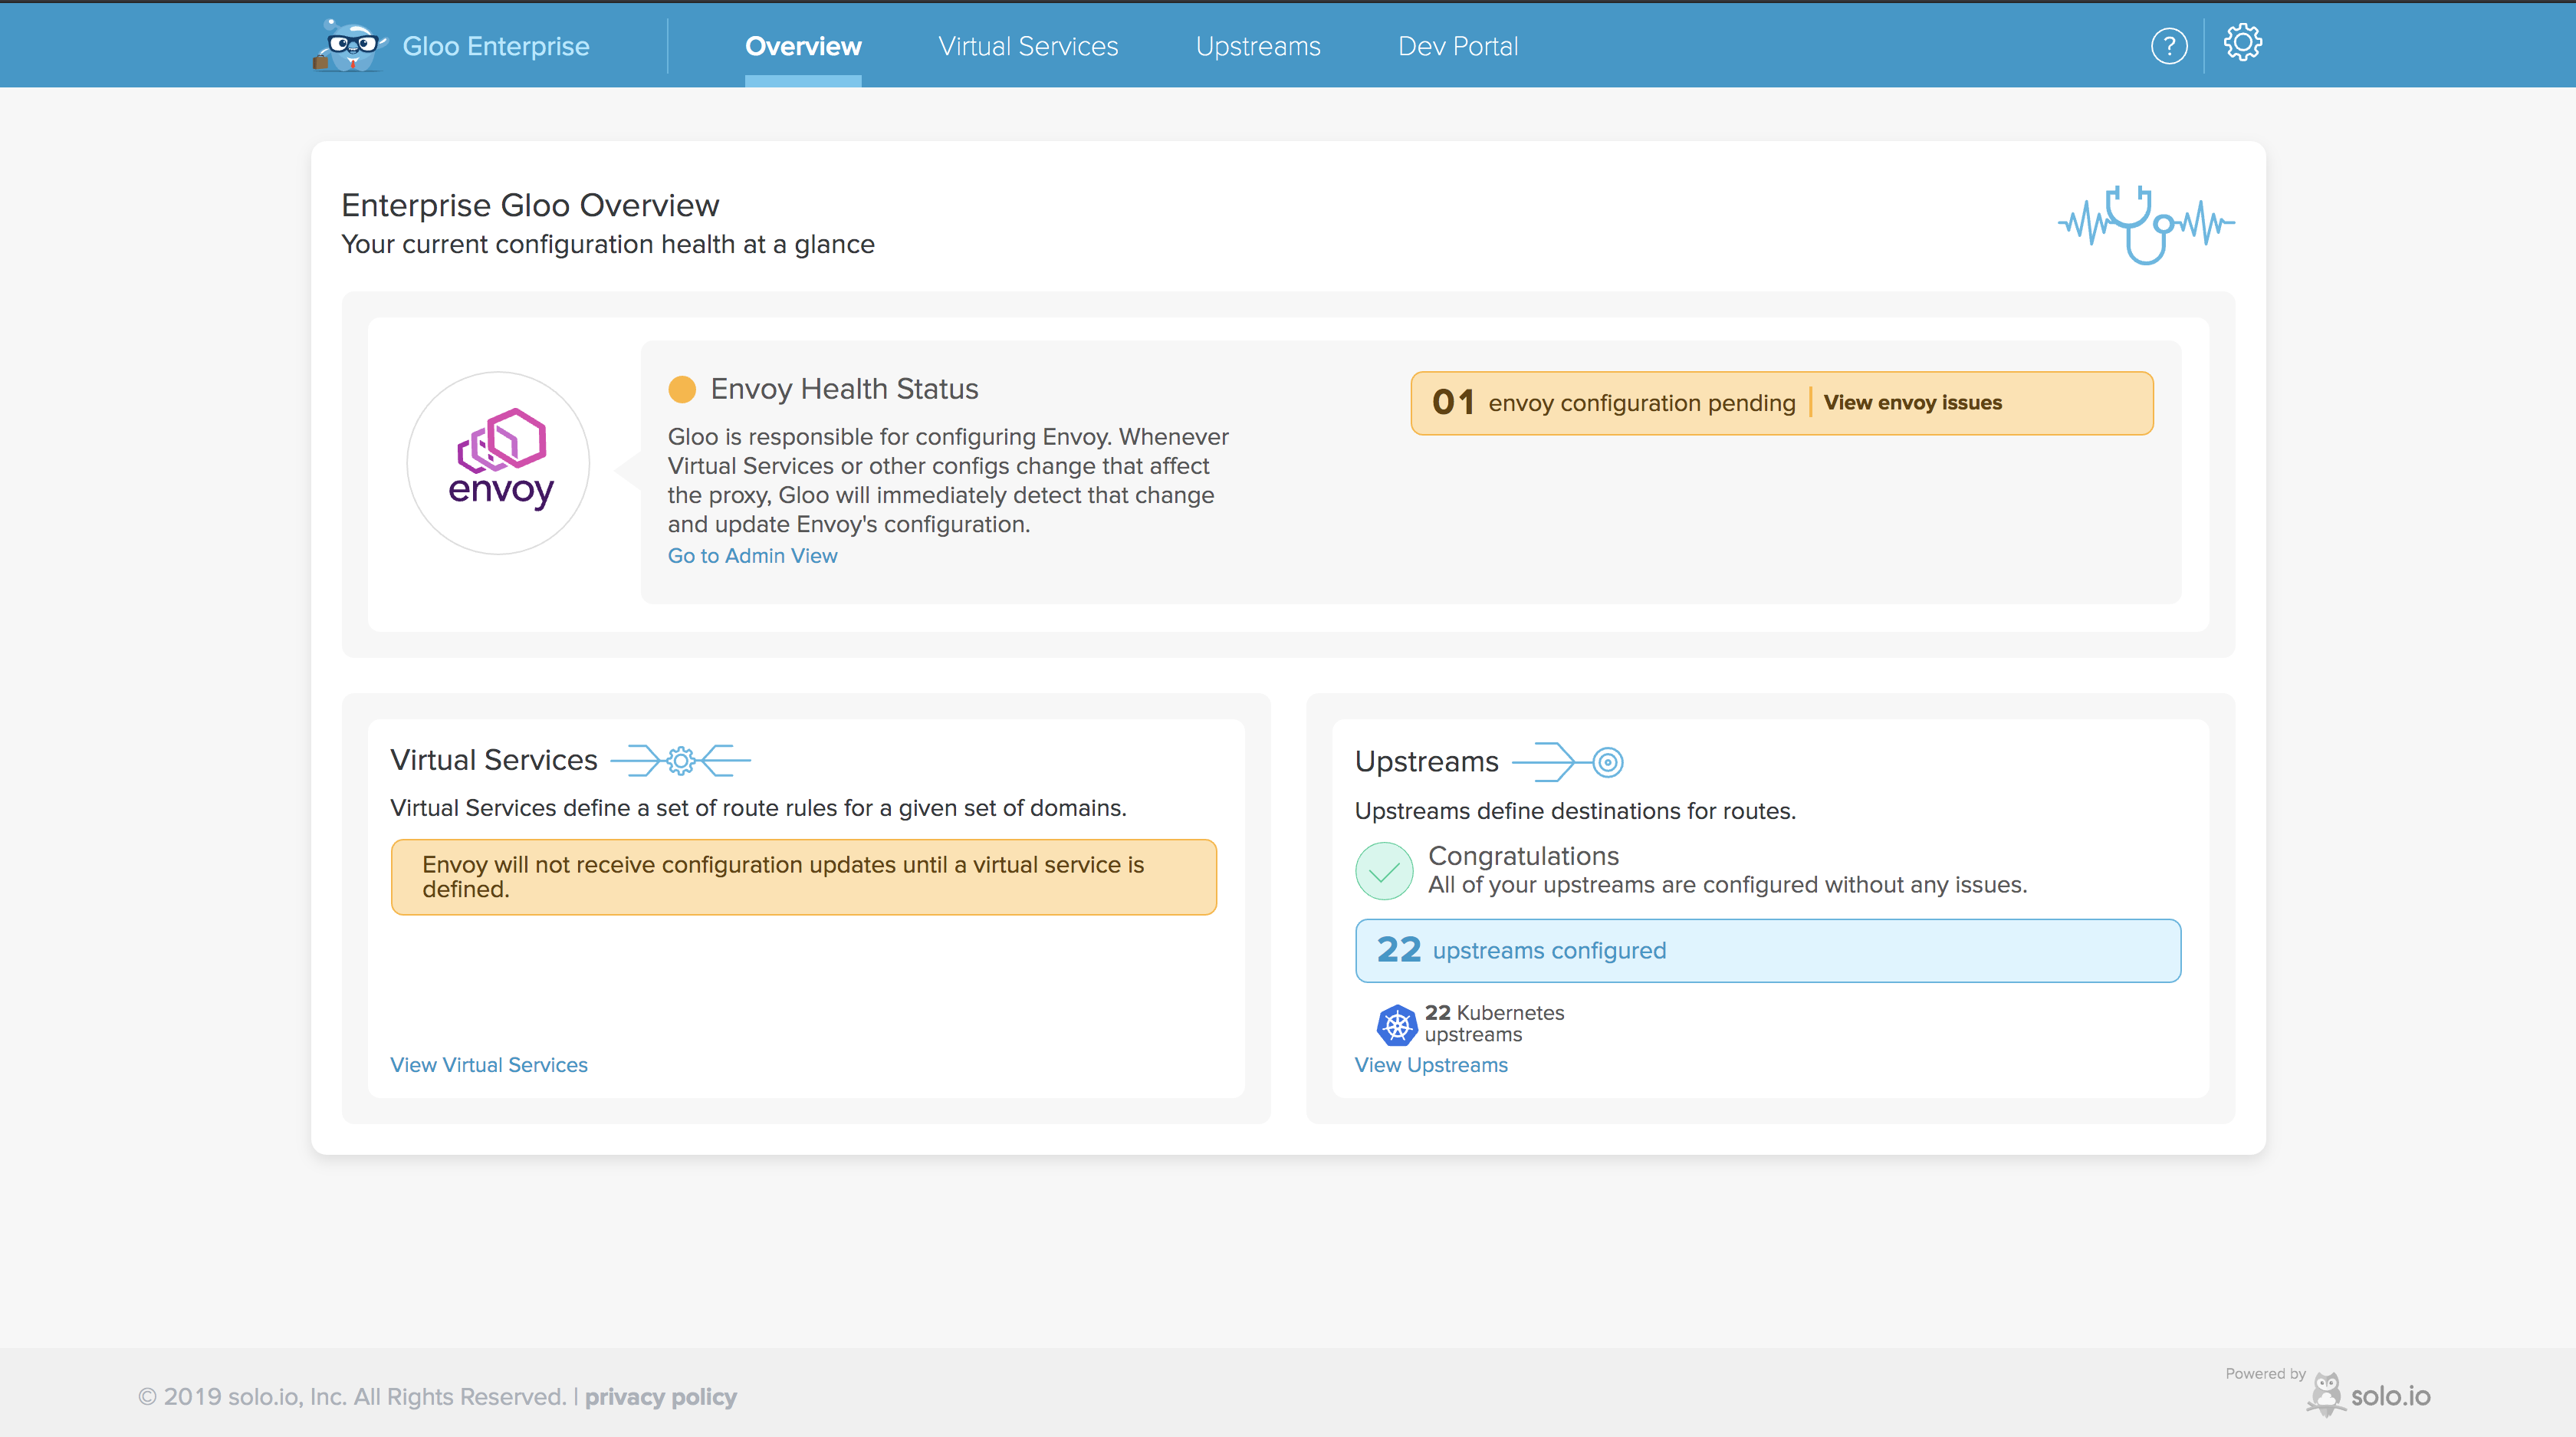 Gloo Enterprise
Overview
Virtual Services
Upstreams
Dev Portal
?
Enterprise Gloo Overview
Your current configuration health at a glance
envoy
Envoy Health Status
Gloo is responsible for configuring Envoy. Whenever
Virtual Services or other configs change that affect
the proxy, Gloo will immediately detect that change
and update Envoy's configuration.
Go to Admin View
01 envoy configuration pending | View envoy issues
Virtual Services
Virtual Services define a set of route rules for a given set of domains.
Envoy will not receive configuration updates until a virtual service is
defined.
View Virtual Services
Upstreams
Upstreams define destinations for routes.
Congratulations
All of your upstreams are configured without any issues.
22 upstreams configured
22 Kubernetes
upstreams
View Upstreams
© 2019 solo.io, Inc. All Rights Reserved. | privacy policy
Powered by
solo.io